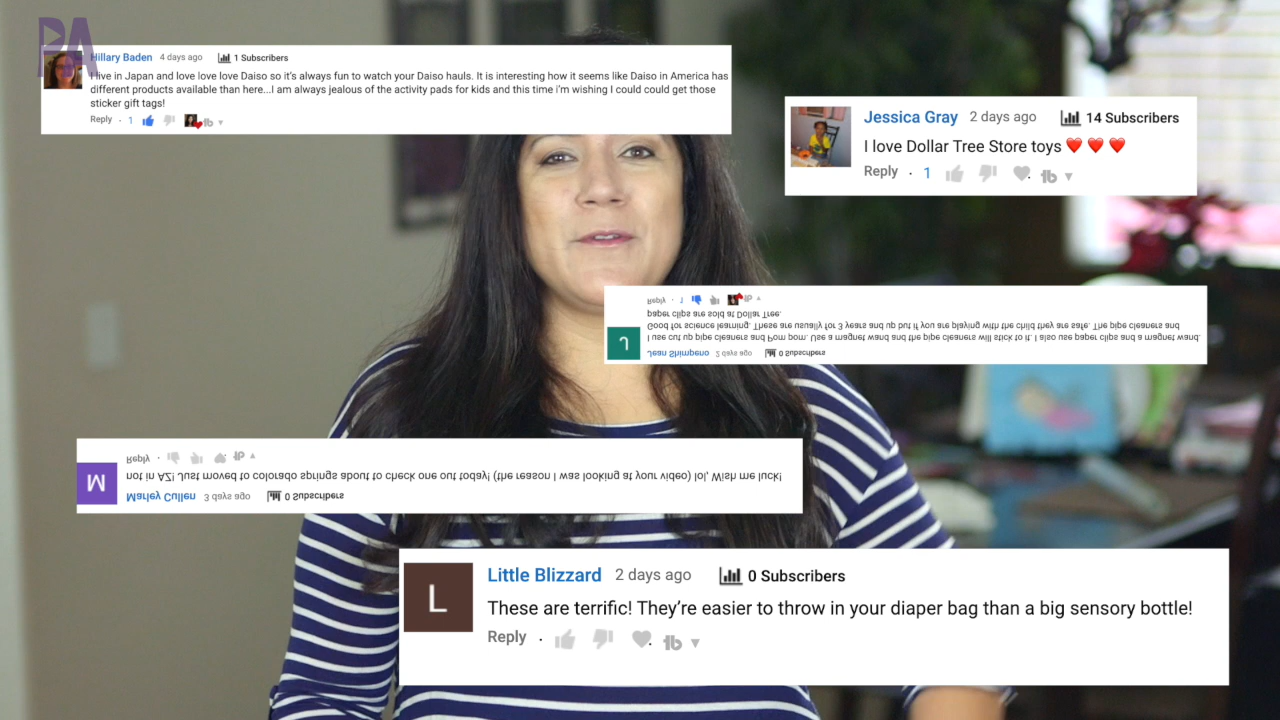 PA
Hillary Baden 4 days ago 1 Subscribers
I live in Japan and love love love Daiso so it's always fun to watch your Daiso hauls. It is interesting how it seems like Daiso in America has
different products available than here...I am always jealous of the activity pads for kids and this time i'm wishing I could could get those
sticker gift tags!
Reply · 1
Jessica Gray 2 days ago 14 Subscribers
I love Dollar Tree Store toys ❤️ ❤️ ❤️
Reply · 1
J
Jean Shimpeno 2 days ago 0 Subscribers
I use cut up pipe cleaners and Pom pom. Use a magnet wand and the pipe cleaners will stick to it. I also use paper clips and a magnet wand.
Good for science learning. These are usually for 3 years and up but if you are playing with the child they are safe. The pipe cleaners and
paper clips are sold at Dollar Tree.
Reply · 1
M
Marley Cullen 3 days ago 0 Subscribers
not in AZ! Just moved to colorado springs about to check one out today! (the reason I was looking at your video) lol, Wish me luck!
Reply ·
L
Little Blizzard 2 days ago 0 Subscribers
These are terrific! They're easier to throw in your diaper bag than a big sensory bottle!
Reply ·